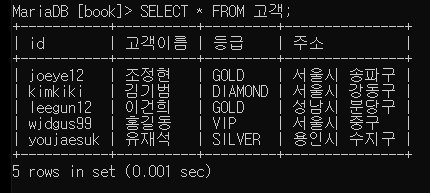 MariaDB [book]> SELECT * FROM 고객;
+-----------+----------+---------+---------------+
| id | 고객이름 | 등급 | 주소 |
+-----------+----------+---------+---------------+
| joeye12 | 조정현 | GOLD | 서울시 송파구 |
| kimkiki | 김기범 | DIAMOND | 서울시 강동구 |
| leegun12 | 이건희 | GOLD | 성남시 분당구 |
| widgus99 | 홍길동 | VIP | 서울시 중구 |
| youjaesuk | 유재석 | SILVER | 용인시 수지구 |
+-----------+----------+---------+---------------+
5 rows in set (0.001 sec)